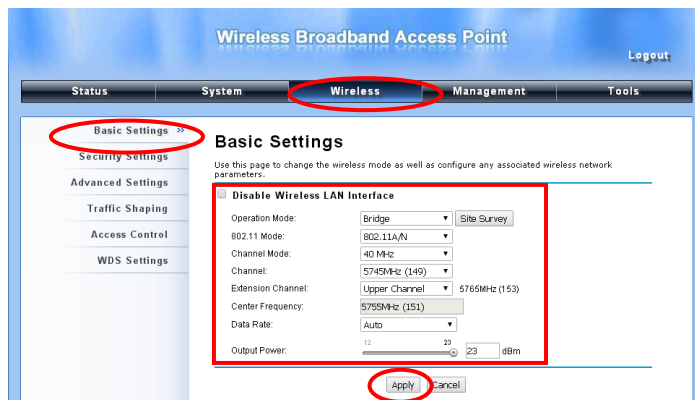 Wireless Broadband Access Point
Logout
Status System Wireless Management Tools
Basic Settings »
Security Settings
Advanced Settings
Traffic Shaping
Access Control
WDS Settings
Basic Settings
Use this page to change the wireless mode as well as configure any associated wireless network
parameters.
Disable Wireless LAN Interface
Operation Mode: Bridge Site Survey
802.11 Mode: 802.11A/N
Channel Mode: 40 MHz
Channel: 5745MHz (149)
Extension Channel: Upper Channel 5765MHz (153)
Center Frequency: 5755MHz (151)
Data Rate: Auto
12 23
Output Power: 23 dBm
Apply Cancel